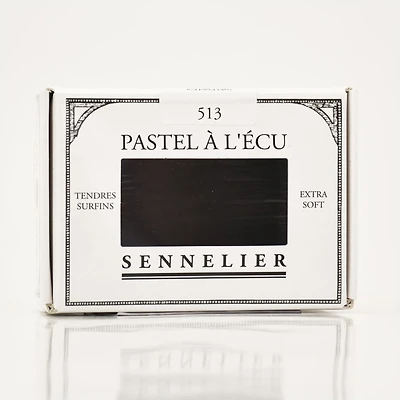 513
PASTEL À L'ÉCU
TENDRES
SURFINS
EXTRA
SOFT
SENNELIER